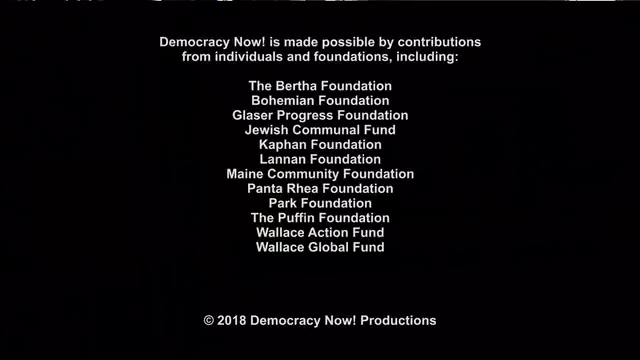 Democracy Now! is made possible by contributions
from individuals and foundations, including:
The Bertha Foundation
Bohemian Foundation
Glaser Progress Foundation
Jewish Communal Fund
Kaphan Foundation
Lannan Foundation
Maine Community Foundation
Panta Rhea Foundation
Park Foundation
The Puffin Foundation
Wallace Action Fund
Wallace Global Fund
© 2018 Democracy Now! Productions